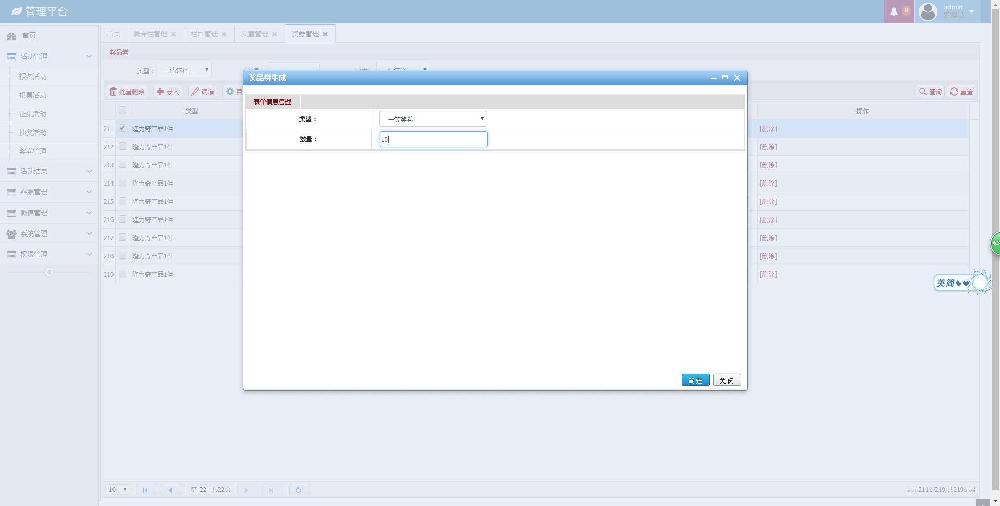 管理平台
0
admin
管理员
首页
活动管理
报名活动
投票活动
征集活动
抽奖活动
奖券管理
活动结果
客服管理
微信管理
系统管理
权限管理
首页 微专栏管理 栏目管理 文章管理 奖券管理
奖品券
类型： ---请选择---
批量删除 录入 编辑 自
查询 重置
类型 操作
211 隆力奇产品1件 [删除]
212 隆力奇产品1件 [删除]
213 隆力奇产品1件 [删除]
214 隆力奇产品1件 [删除]
215 隆力奇产品1件 [删除]
216 隆力奇产品1件 [删除]
217 隆力奇产品1件 [删除]
218 隆力奇产品1件 [删除]
219 隆力奇产品1件 [删除]
奖品券生成
表单信息管理
类型： 一等奖券
数量： 10
确定 关闭
63
英简
10 第 22 共22页
显示211到219,共219记录